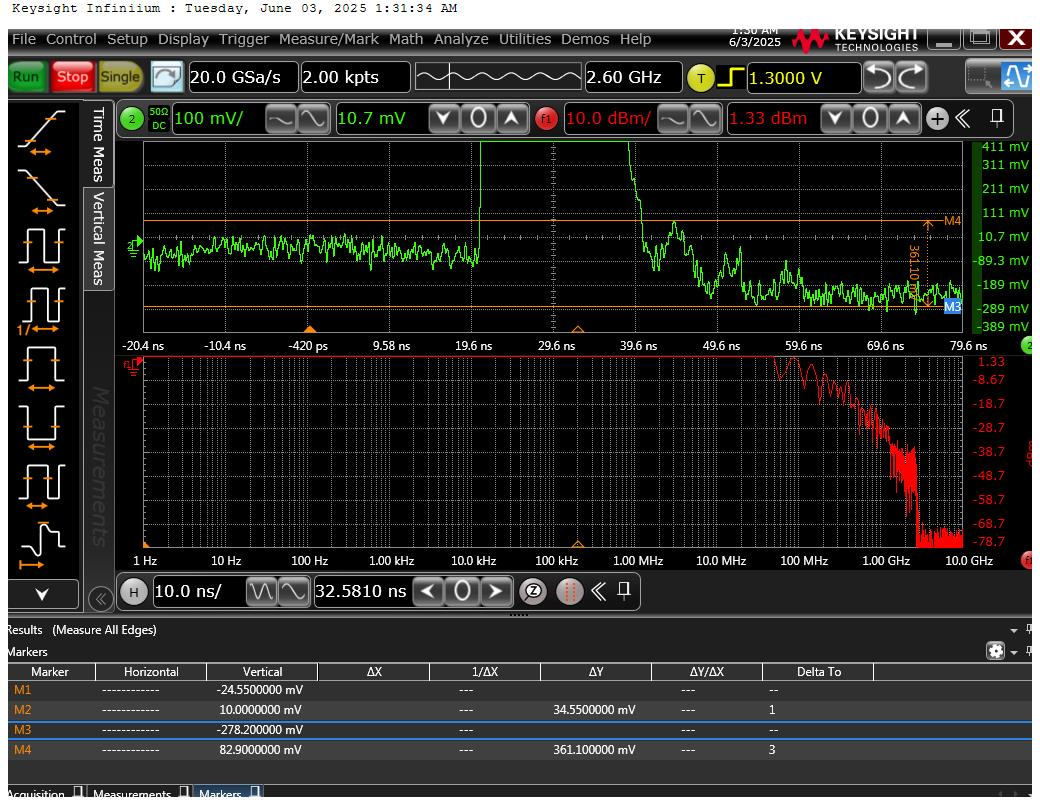 Keysight Infiniium : Tuesday, June 03, 2025 1:31:34 AM
File Control Setup Display Trigger Measure/Mark Math Analyze Utilities Demos Help
1:30 AM
6/3/2025
KEYSIGHT
TECHNOLOGIES
Run Stop Single 20.0 GSa/s 2.00 kpts 2.60 GHz T 1.3000 V
2 50Ω DC 100 mV/ 10.7 mV 0 f1 10.0 dBm/ 1.33 dBm 0
Time Meas
Vertical Meas
Measurements
1/
411 mV
311 mV
211 mV
111 mV
10.7 mV
-89.3 mV
-189 mV
-289 mV
-389 mV
M4
361.10
M3
2
-20.4 ns -10.4 ns -420 ps 9.58 ns 19.6 ns 29.6 ns 39.6 ns 49.6 ns 59.6 ns 69.6 ns 79.6 ns 2
f1
1.33
-8.67
-18.7
-28.7
-38.7
-48.7
-58.7
-68.7
-78.7
dBm
1 Hz 10 Hz 100 Hz 1.00 kHz 10.0 kHz 100 kHz 1.00 MHz 10.0 MHz 100 MHz 1.00 GHz 10.0 GHz f1
H 10.0 ns/ 32.5810 ns 0 Z
Results (Measure All Edges)
Markers
Marker Horizontal Vertical ΔX 1/ΔX ΔY ΔY/ΔX Delta To
M1 ------------ -24.5500000 mV --- --- --
M2 ------------ 10.0000000 mV --- 34.5500000 mV --- 1
M3 ------------ -278.200000 mV --- --- --
M4 ------------ 82.9000000 mV --- 361.100000 mV --- 3
Acquisition Measurements Markers